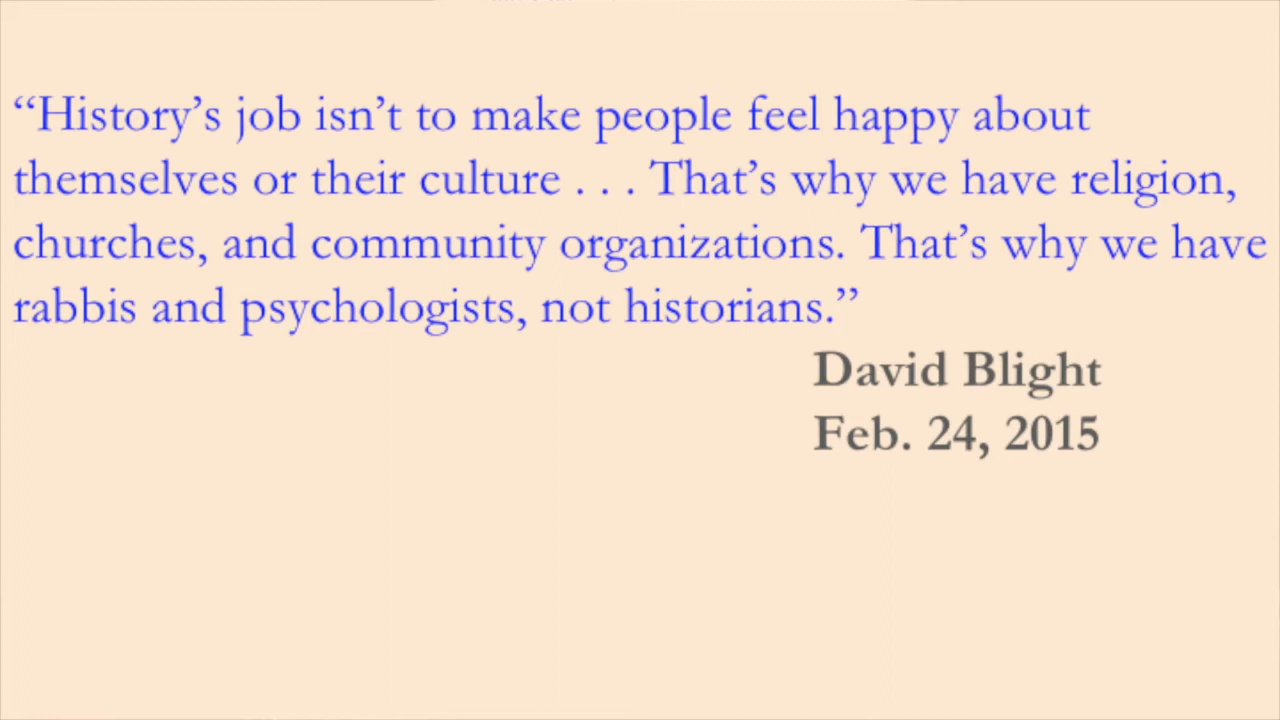 “History’s job isn’t to make people feel happy about
themselves or their culture . . . That’s why we have religion,
churches, and community organizations. That’s why we have
rabbis and psychologists, not historians.”
David Blight
Feb. 24, 2015